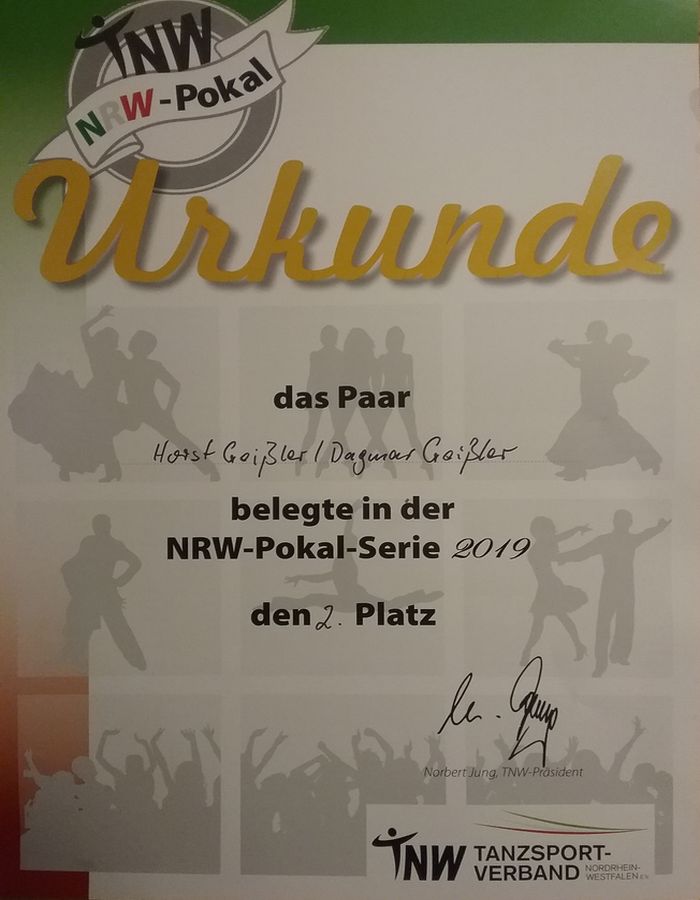 TNW
NRW-Pokal
Urkunde
das Paar
Horst Geißler / Dagmar Geißler
belegte in der
NRW-Pokal-Serie 2019
den 2. Platz
Norbert Jung, TNW-Präsident
TNW TANZSPORT-
VERBAND NORDRHEIN-
WESTFALEN e.V.